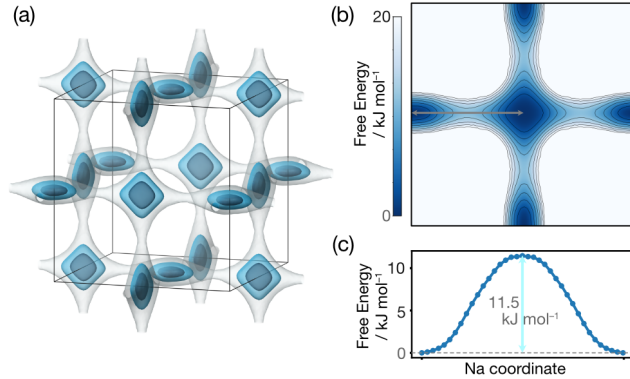 (a)
(b)
20
Free Energy
/ kJ mol⁻¹
0
(c)
10
5
0
Free Energy
/ kJ mol⁻¹
11.5
kJ mol⁻¹
Na coordinate